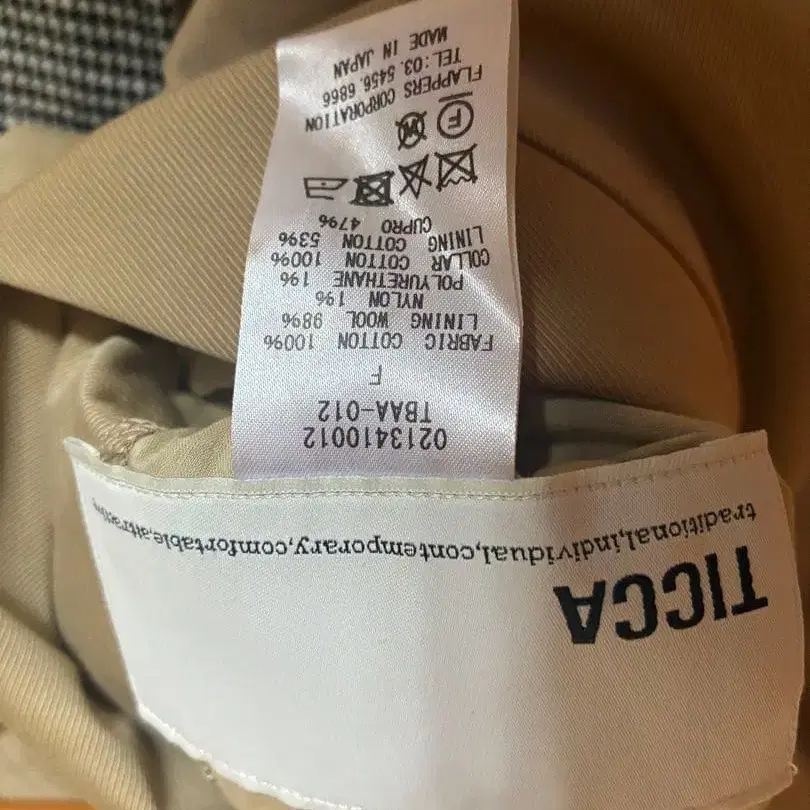 0213410012
TBAA-012
F
FABRIC COTTON 100%
LINING WOOL 98%
NYLON 1%
POLYURETHANE 1%
COLLAR COTTON 100%
LINING COTTON 53%
CUPRO 47%
F W
FLAPPERS CORPORATION
TEL:03.5456.6866
MADE IN JAPAN
TICCA
traditional,individual,contemporary,comfortable,attractive